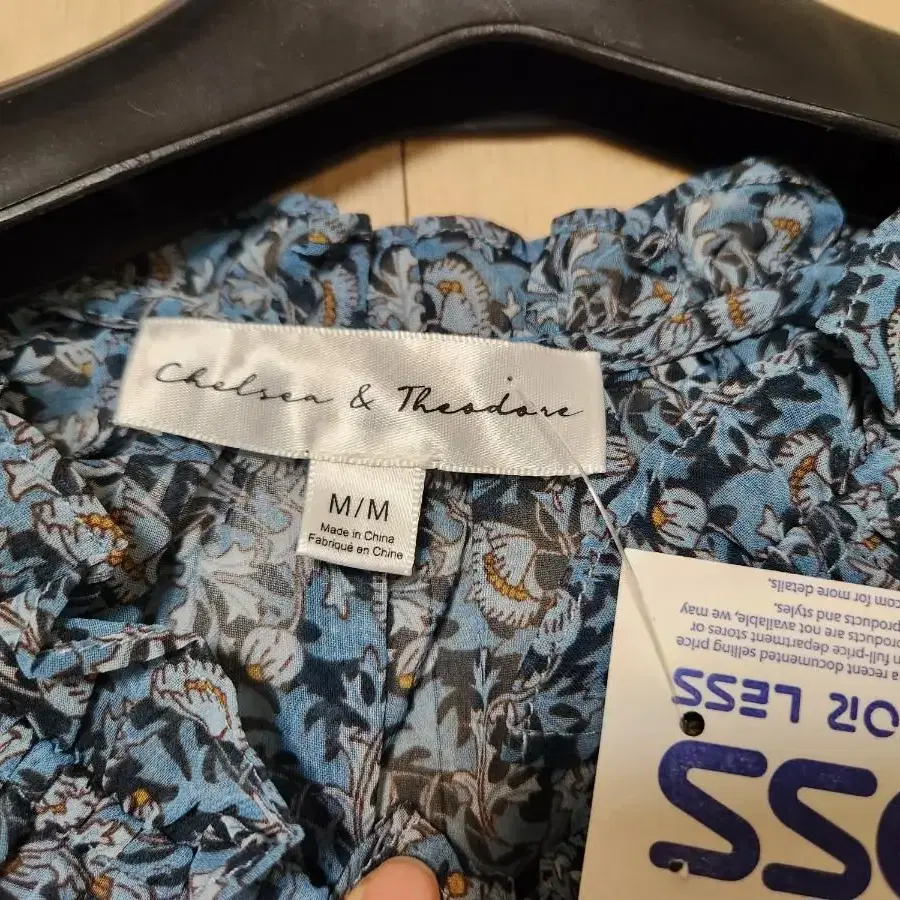 Chelsea & Theodore
M/M
Made in China
Fabriqué en Chine
OSS
OR LESS
a recent documented selling price
n full-price department stores or
products are not available, we may
products and styles.
com for more details.